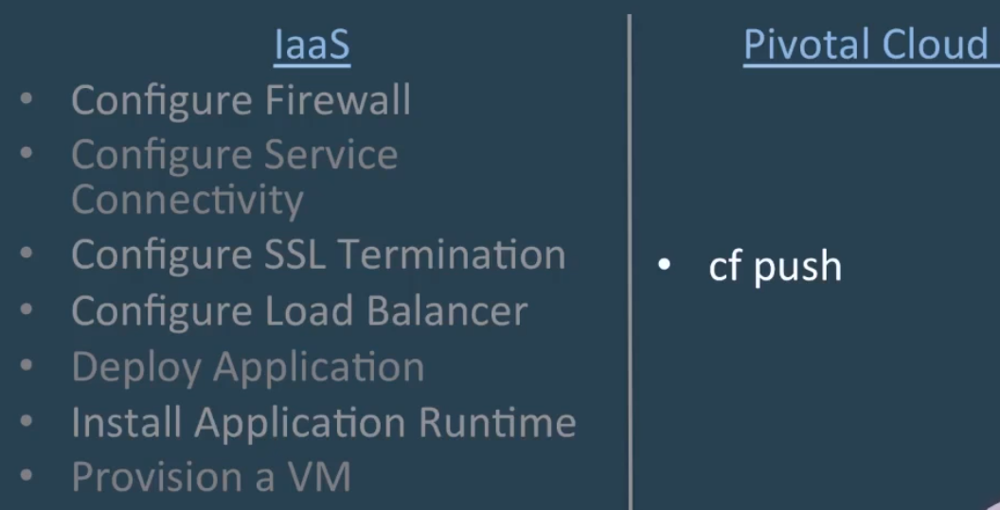 IaaS
• Configure Firewall
• Configure Service
Connectivity
• Configure SSL Termination
• Configure Load Balancer
• Deploy Application
• Install Application Runtime
• Provision a VM
Pivotal Cloud
• cf push